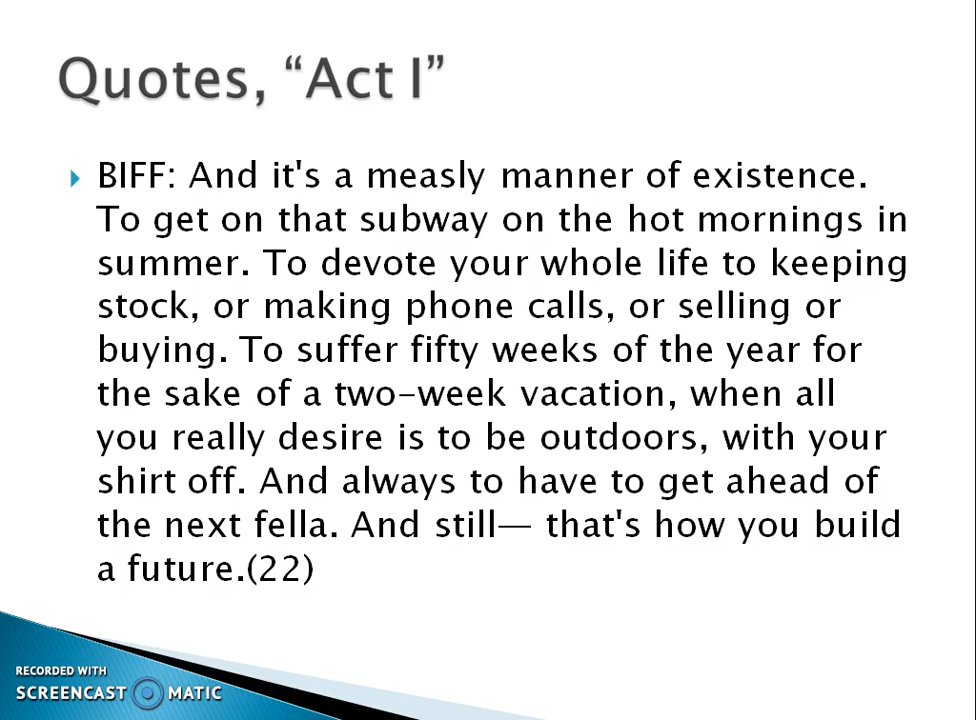 Quotes, “Act I”
BIFF: And it's a measly manner of existence.
To get on that subway on the hot mornings in
summer. To devote your whole life to keeping
stock, or making phone calls, or selling or
buying. To suffer fifty weeks of the year for
the sake of a two-week vacation, when all
you really desire is to be outdoors, with your
shirt off. And always to have to get ahead of
the next fella. And still— that's how you build
a future.(22)
RECORDED WITH
SCREENCAST MATIC